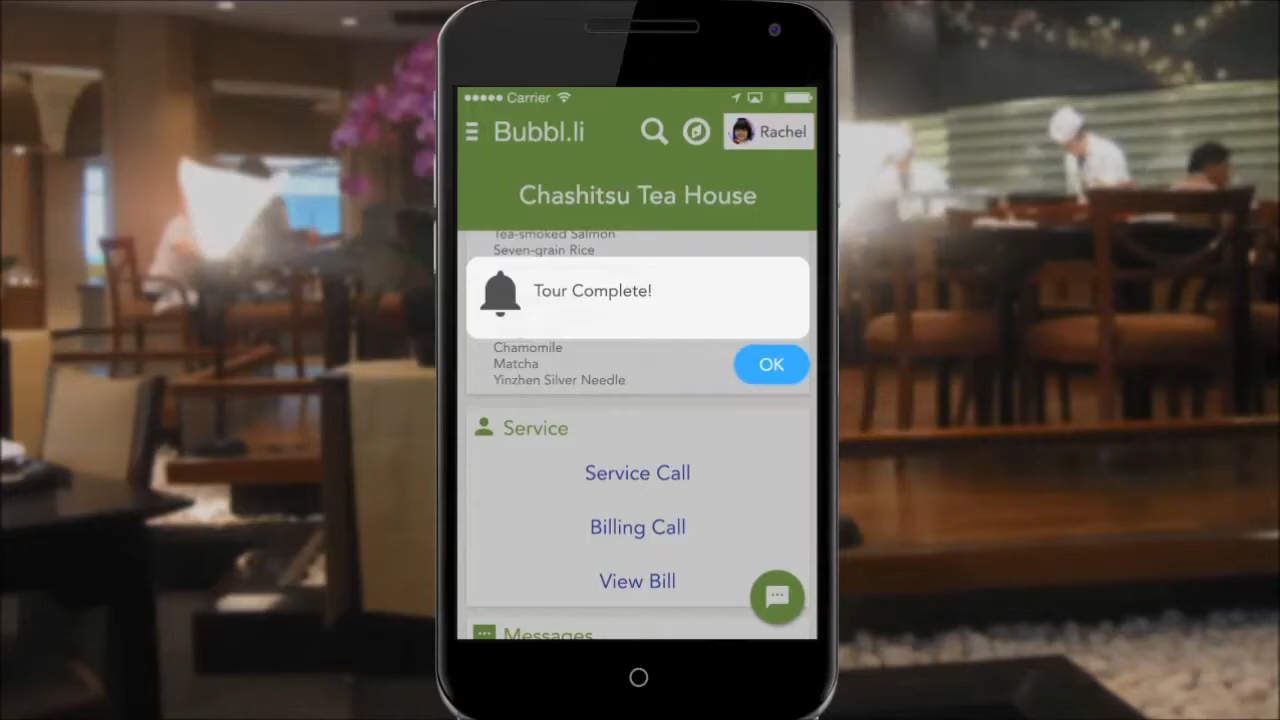 Carrier
Bubbl.li
Rachel
Chashitsu Tea House
Tea-smoked Salmon
Seven-grain Rice
Tour Complete!
Chamomile
Matcha
Yinzhen Silver Needle
OK
Service
Service Call
Billing Call
View Bill
Messages